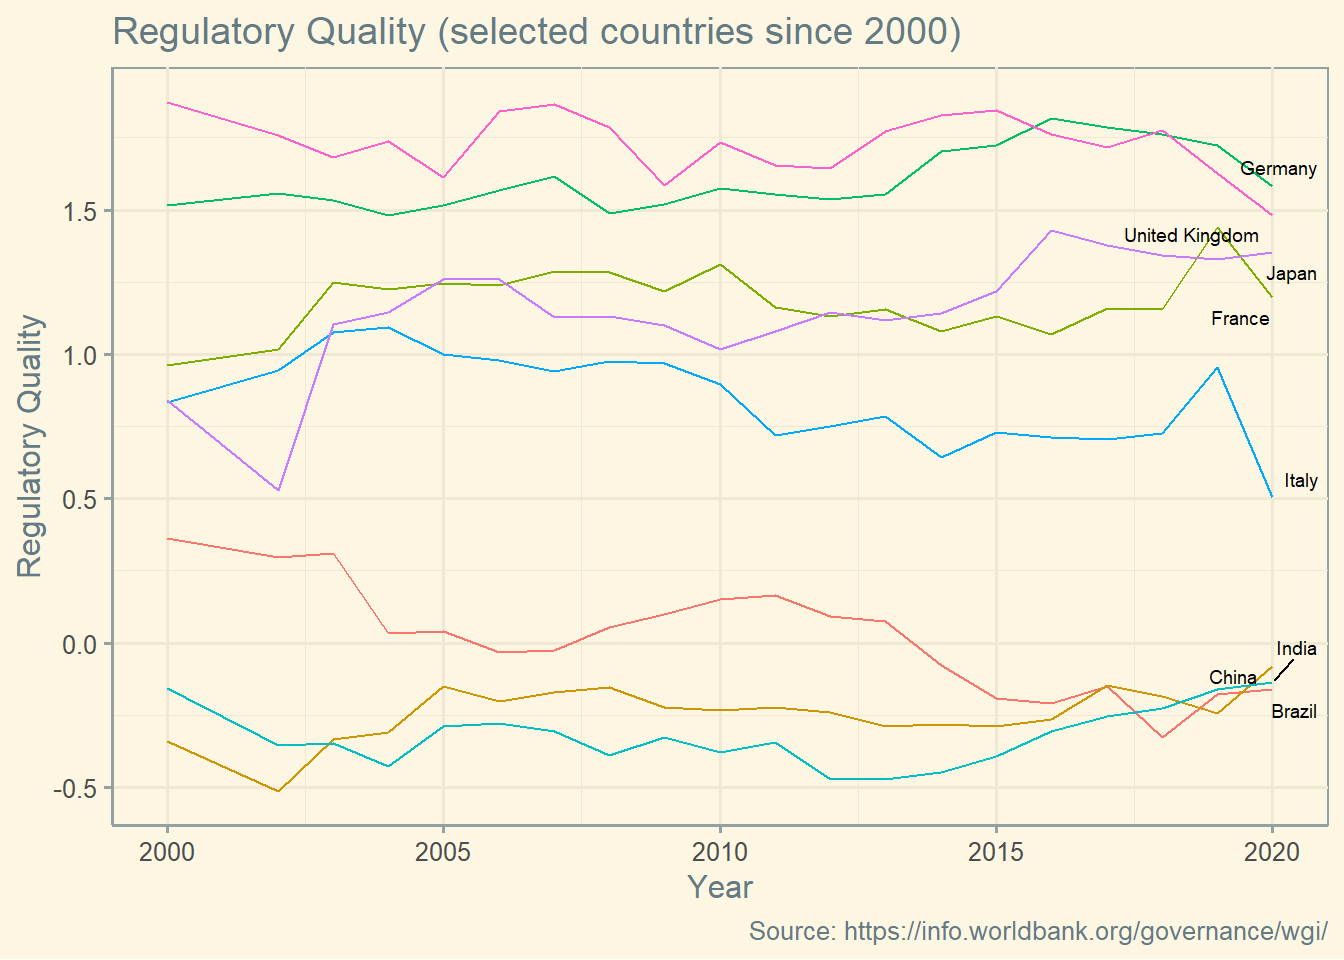 Regulatory Quality (selected countries since 2000)
Regulatory Quality
1.5
1.0
0.5
0.0
-0.5
Germany
United Kingdom
Japan
France
Italy
India
China
Brazil
2000 2005 2010 2015 2020
Year
Source: https://info.worldbank.org/governance/wgi/